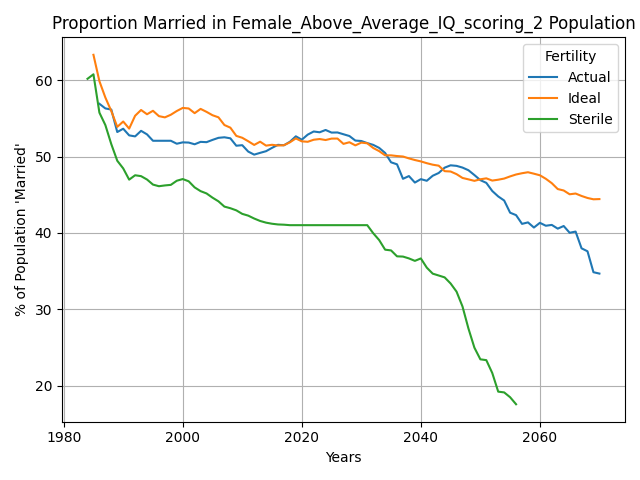 Proportion Married in Female_Above_Average_IQ_scoring_2 Population
% of Population 'Married'
60
50
40
30
20
Fertility
Actual
Ideal
Sterile
1980
2000
2020
2040
2060
Years